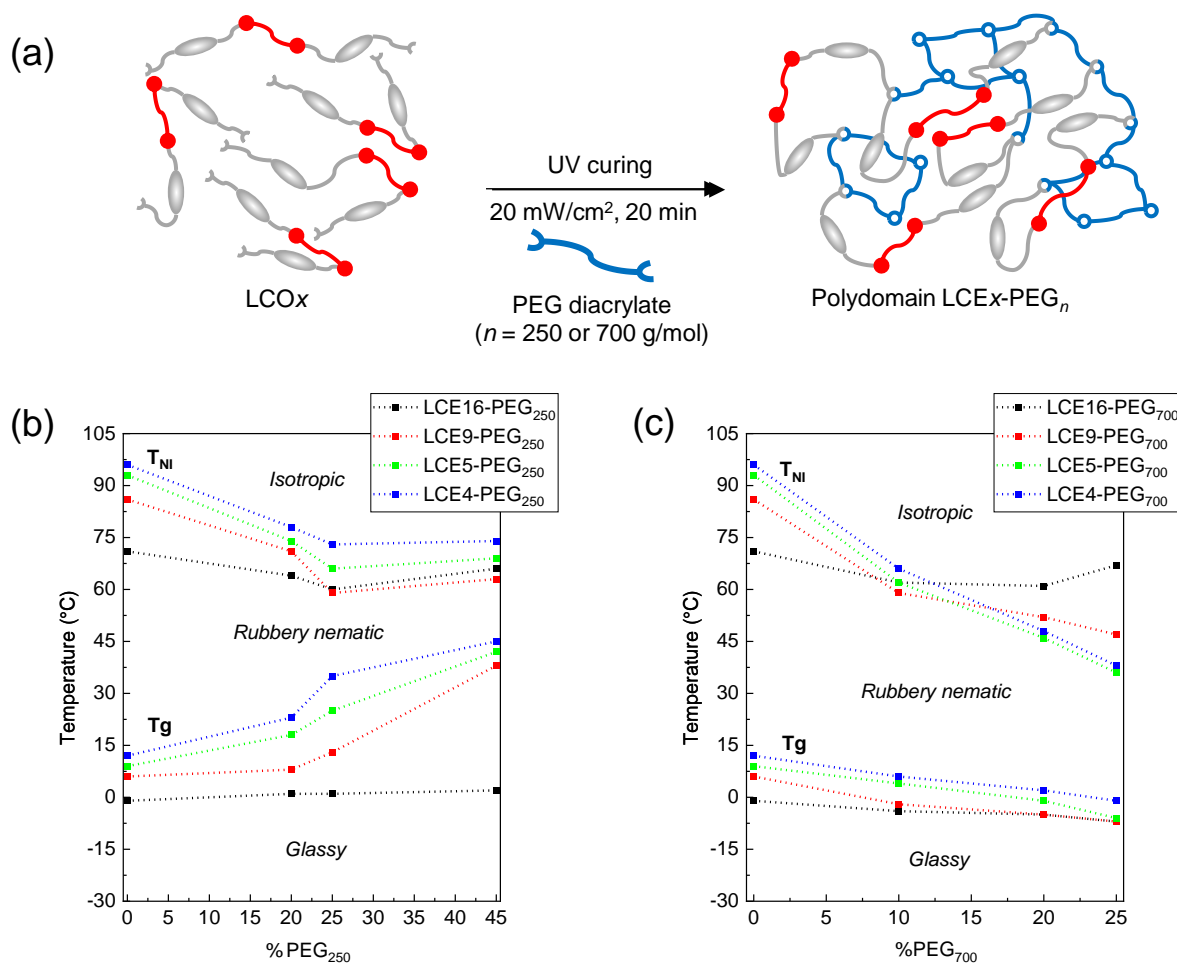 (a)
LCOx
UV curing
20 mW/cm², 20 min
PEG diacrylate
(n = 250 or 700 g/mol)
Polydomain LCEx-PEGₙ
(b)
LCE16-PEG₂₅₀
LCE9-PEG₂₅₀
LCE5-PEG₂₅₀
LCE4-PEG₂₅₀
T_NI
Isotropic
Rubbery nematic
Tg
Glassy
Temperature (°C)
105
90
75
60
45
30
15
0
-15
-30
0 5 10 15 20 25 30 35 40 45
%PEG₂₅₀
(c)
LCE16-PEG₇₀₀
LCE9-PEG₇₀₀
LCE5-PEG₇₀₀
LCE4-PEG₇₀₀
T_NI
Isotropic
Rubbery nematic
Tg
Glassy
Temperature (°C)
105
90
75
60
45
30
15
0
-15
-30
0 5 10 15 20 25
%PEG₇₀₀